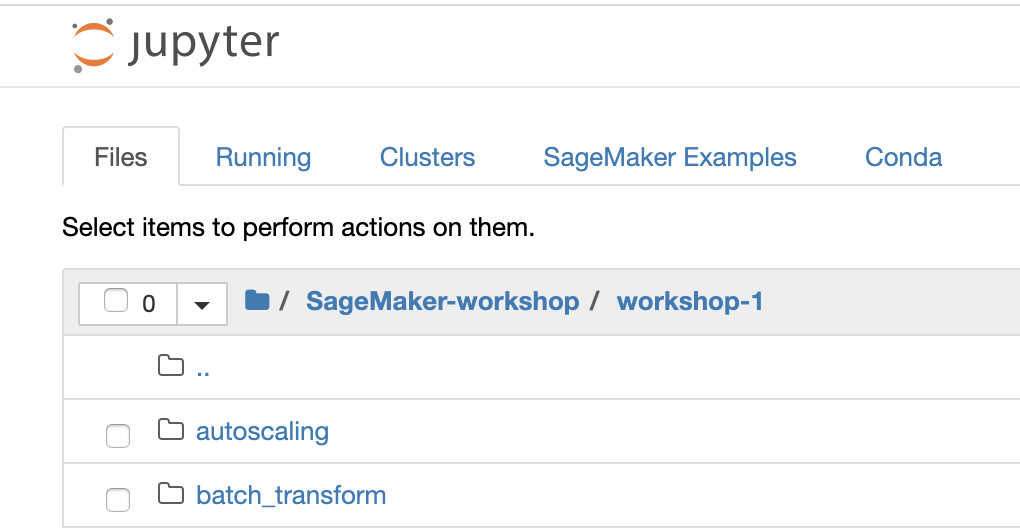 jupyter
Files Running Clusters SageMaker Examples Conda
Select items to perform actions on them.
0 / SageMaker-workshop / workshop-1
..
autoscaling
batch_transform